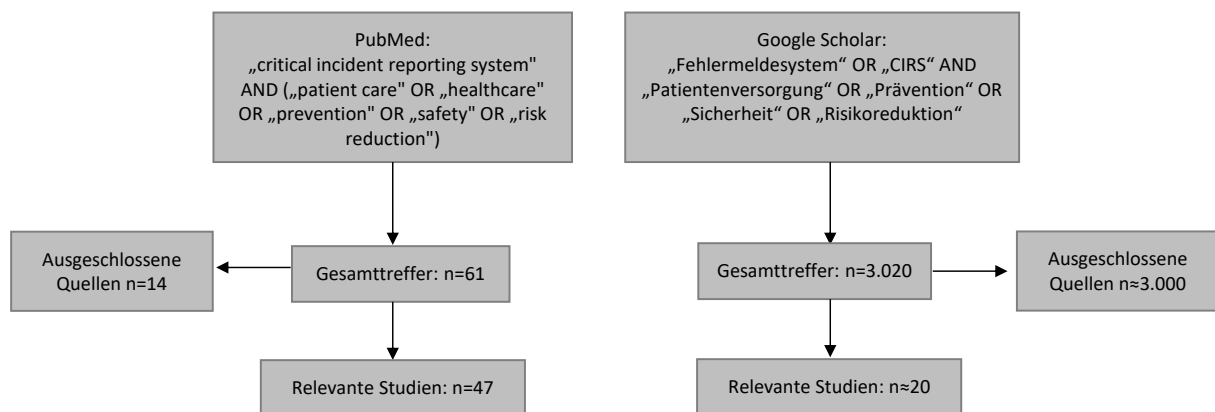 PubMed:
„critical incident reporting system"
AND („patient care" OR „healthcare"
OR „prevention" OR „safety" OR „risk
reduction")
Google Scholar:
„Fehlermeldesystem“ OR „CIRS“ AND
„Patientenversorgung“ OR „Prävention“ OR
„Sicherheit“ OR „Risikoreduktion“
Ausgeschlossene
Quellen n=14
Gesamttreffer: n=61
Gesamttreffer: n=3.020
Ausgeschlossene
Quellen n≈3.000
Relevante Studien: n=47
Relevante Studien: n≈20